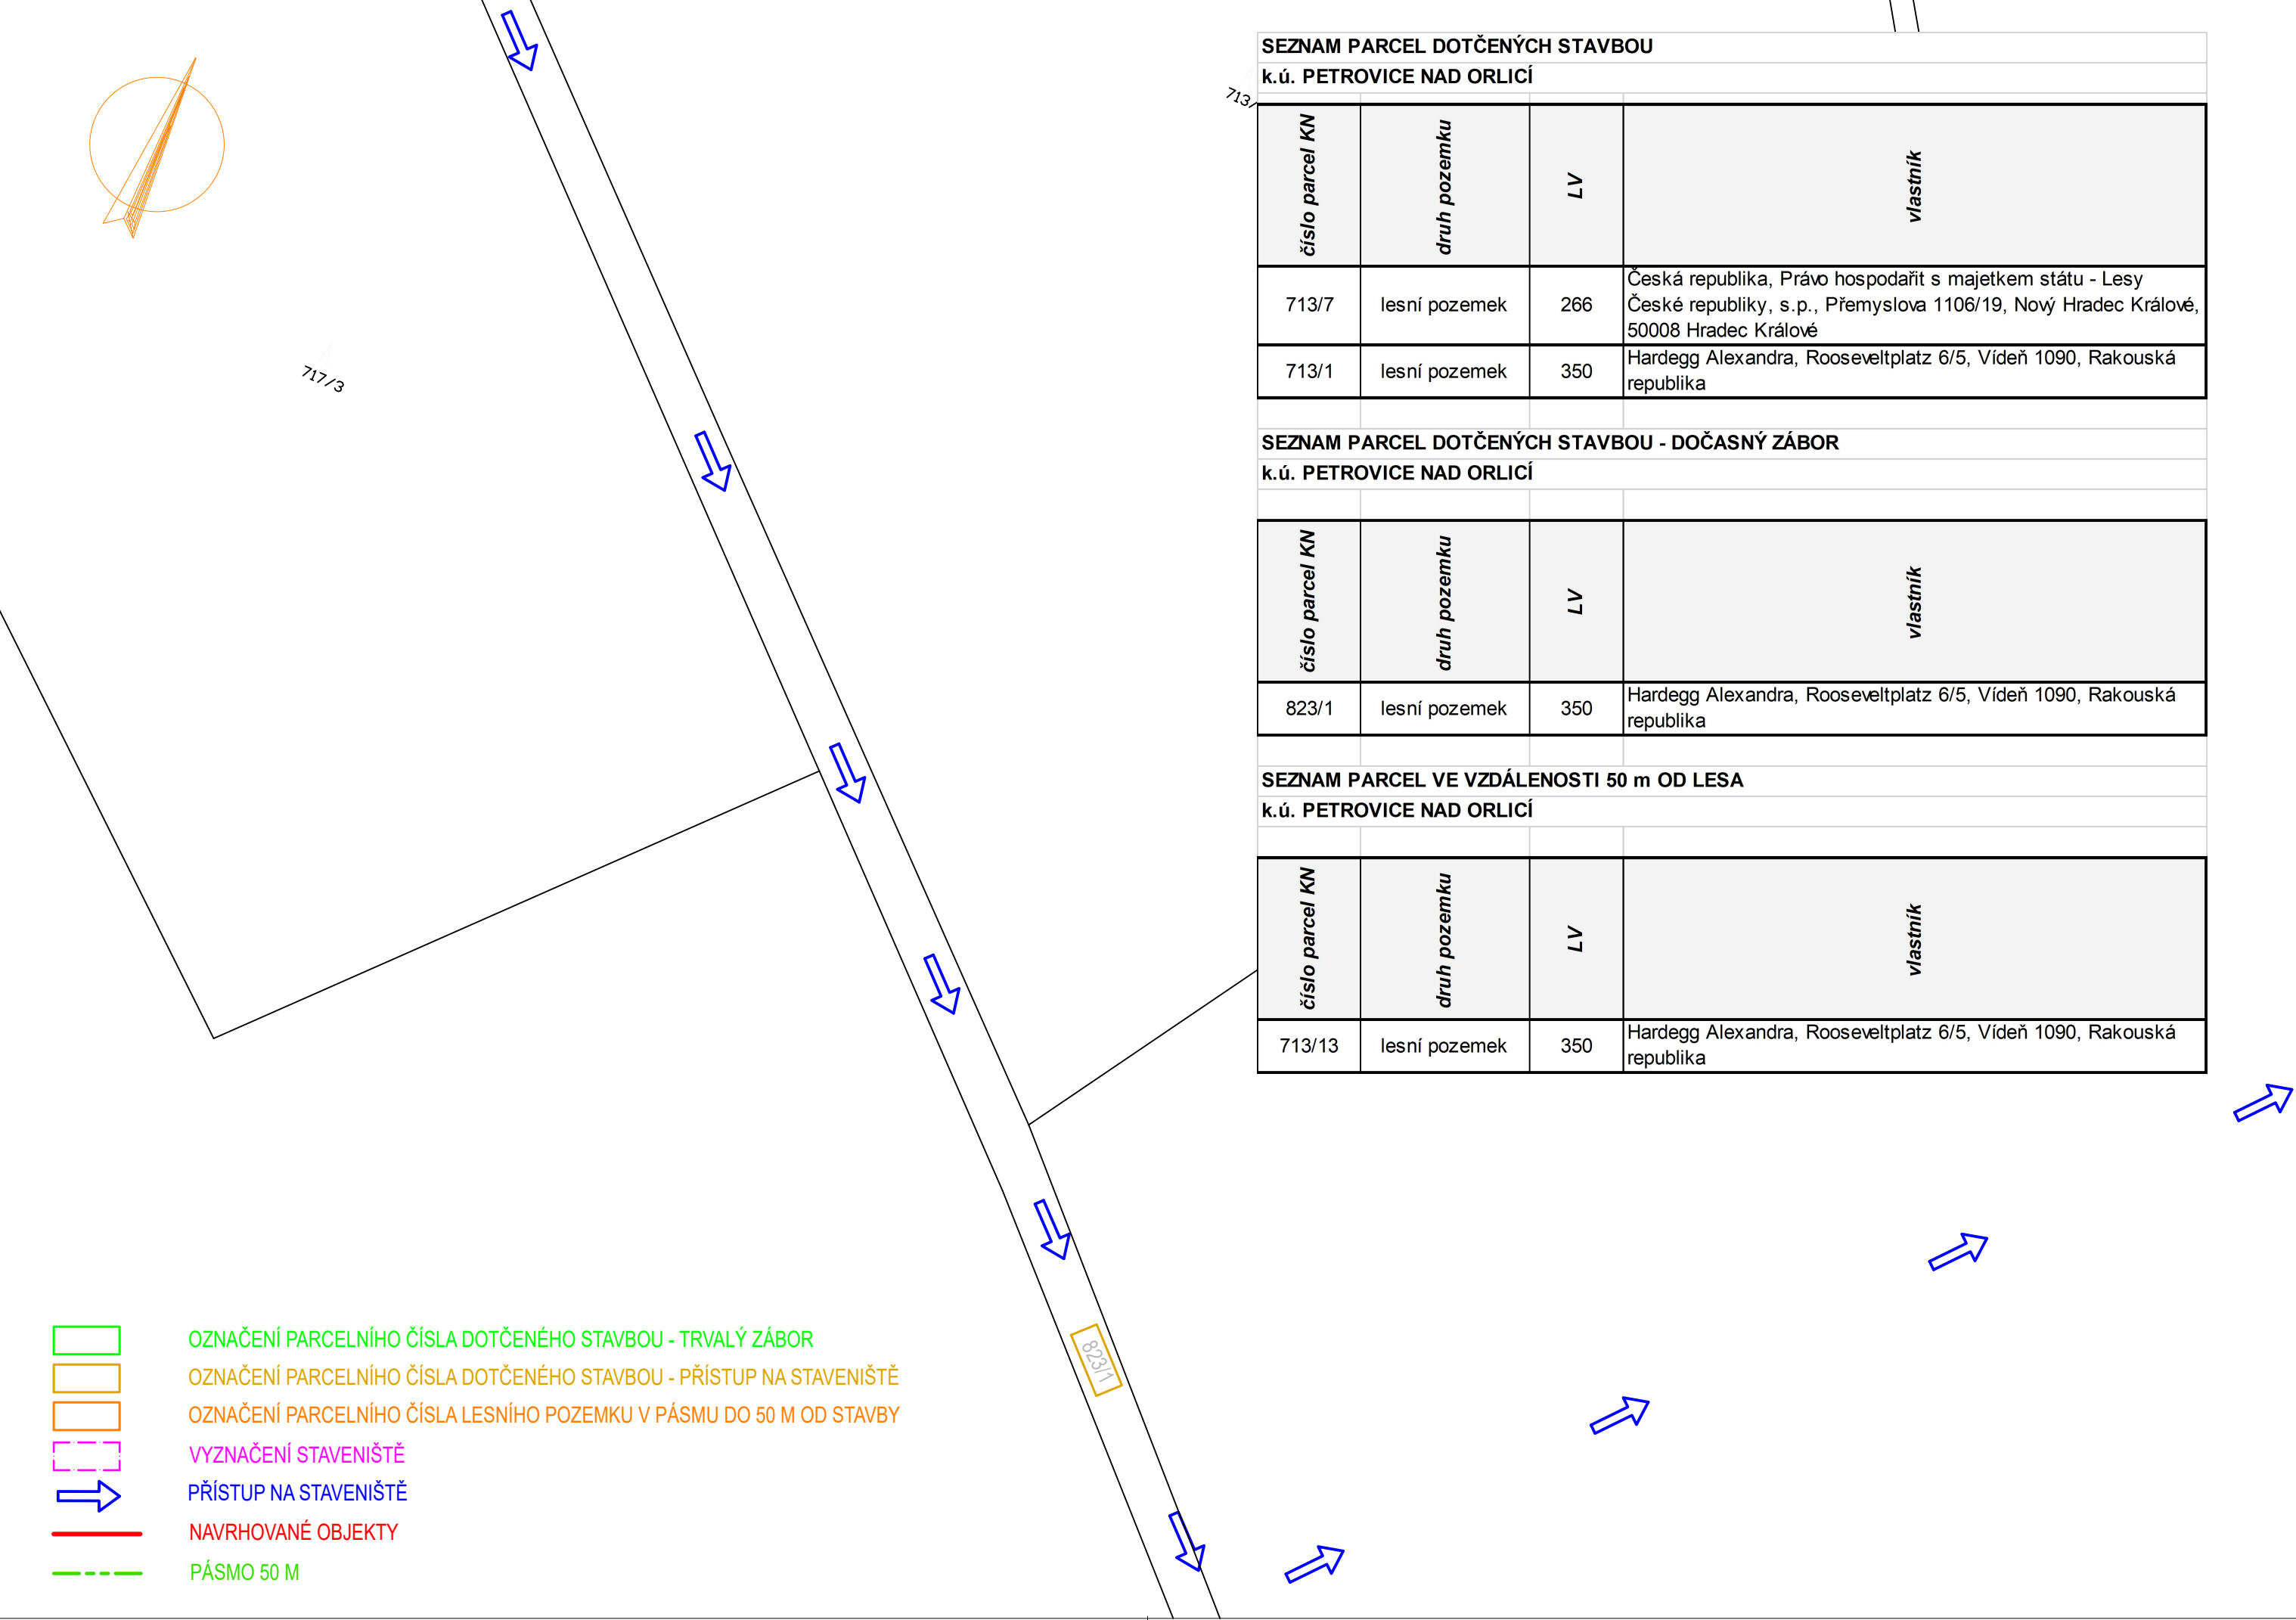 SEZNAM PARCEL DOTČENÝCH STAVBOU
k.ú. PETROVICE NAD ORLICÍ
713/
číslo parcel KN druh pozemku LV vlastník
713/7 lesní pozemek 266 Česká republika, Právo hospodařit s majetkem státu - Lesy
České republiky, s.p., Přemyslova 1106/19, Nový Hradec Králové,
50008 Hradec Králové
713/1 lesní pozemek 350 Hardegg Alexandra, Rooseveltplatz 6/5, Vídeň 1090, Rakouská
republika
717/3
SEZNAM PARCEL DOTČENÝCH STAVBOU - DOČASNÝ ZÁBOR
k.ú. PETROVICE NAD ORLICÍ
číslo parcel KN druh pozemku LV vlastník
823/1 lesní pozemek 350 Hardegg Alexandra, Rooseveltplatz 6/5, Vídeň 1090, Rakouská
republika
SEZNAM PARCEL VE VZDÁLENOSTI 50 m OD LESA
k.ú. PETROVICE NAD ORLICÍ
číslo parcel KN druh pozemku LV vlastník
713/13 lesní pozemek 350 Hardegg Alexandra, Rooseveltplatz 6/5, Vídeň 1090, Rakouská
republika
823/1
OZNAČENÍ PARCELNÍHO ČÍSLA DOTČENÉHO STAVBOU - TRVALÝ ZÁBOR
OZNAČENÍ PARCELNÍHO ČÍSLA DOTČENÉHO STAVBOU - PŘÍSTUP NA STAVENIŠTĚ
OZNAČENÍ PARCELNÍHO ČÍSLA LESNÍHO POZEMKU V PÁSMU DO 50 M OD STAVBY
VYZNAČENÍ STAVENIŠTĚ
PŘÍSTUP NA STAVENIŠTĚ
NAVRHOVANÉ OBJEKTY
PÁSMO 50 M